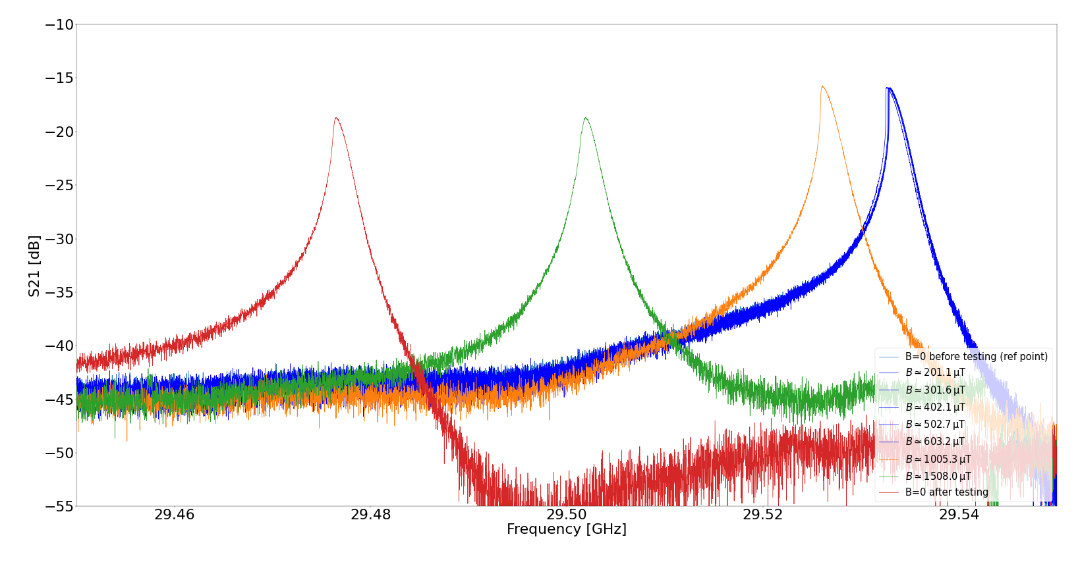 −10
−15
−20
−25
−30
−35
−40
−45
−50
−55
S21 [dB]
29.46 29.48 29.50 29.52 29.54
Frequency [GHz]
B=0 before testing (ref point)
B ≃ 201.1 μT
B ≃ 301.6 μT
B ≃ 402.1 μT
B ≃ 502.7 μT
B ≃ 603.2 μT
B ≃ 1005.3 μT
B ≃ 1508.0 μT
B=0 after testing